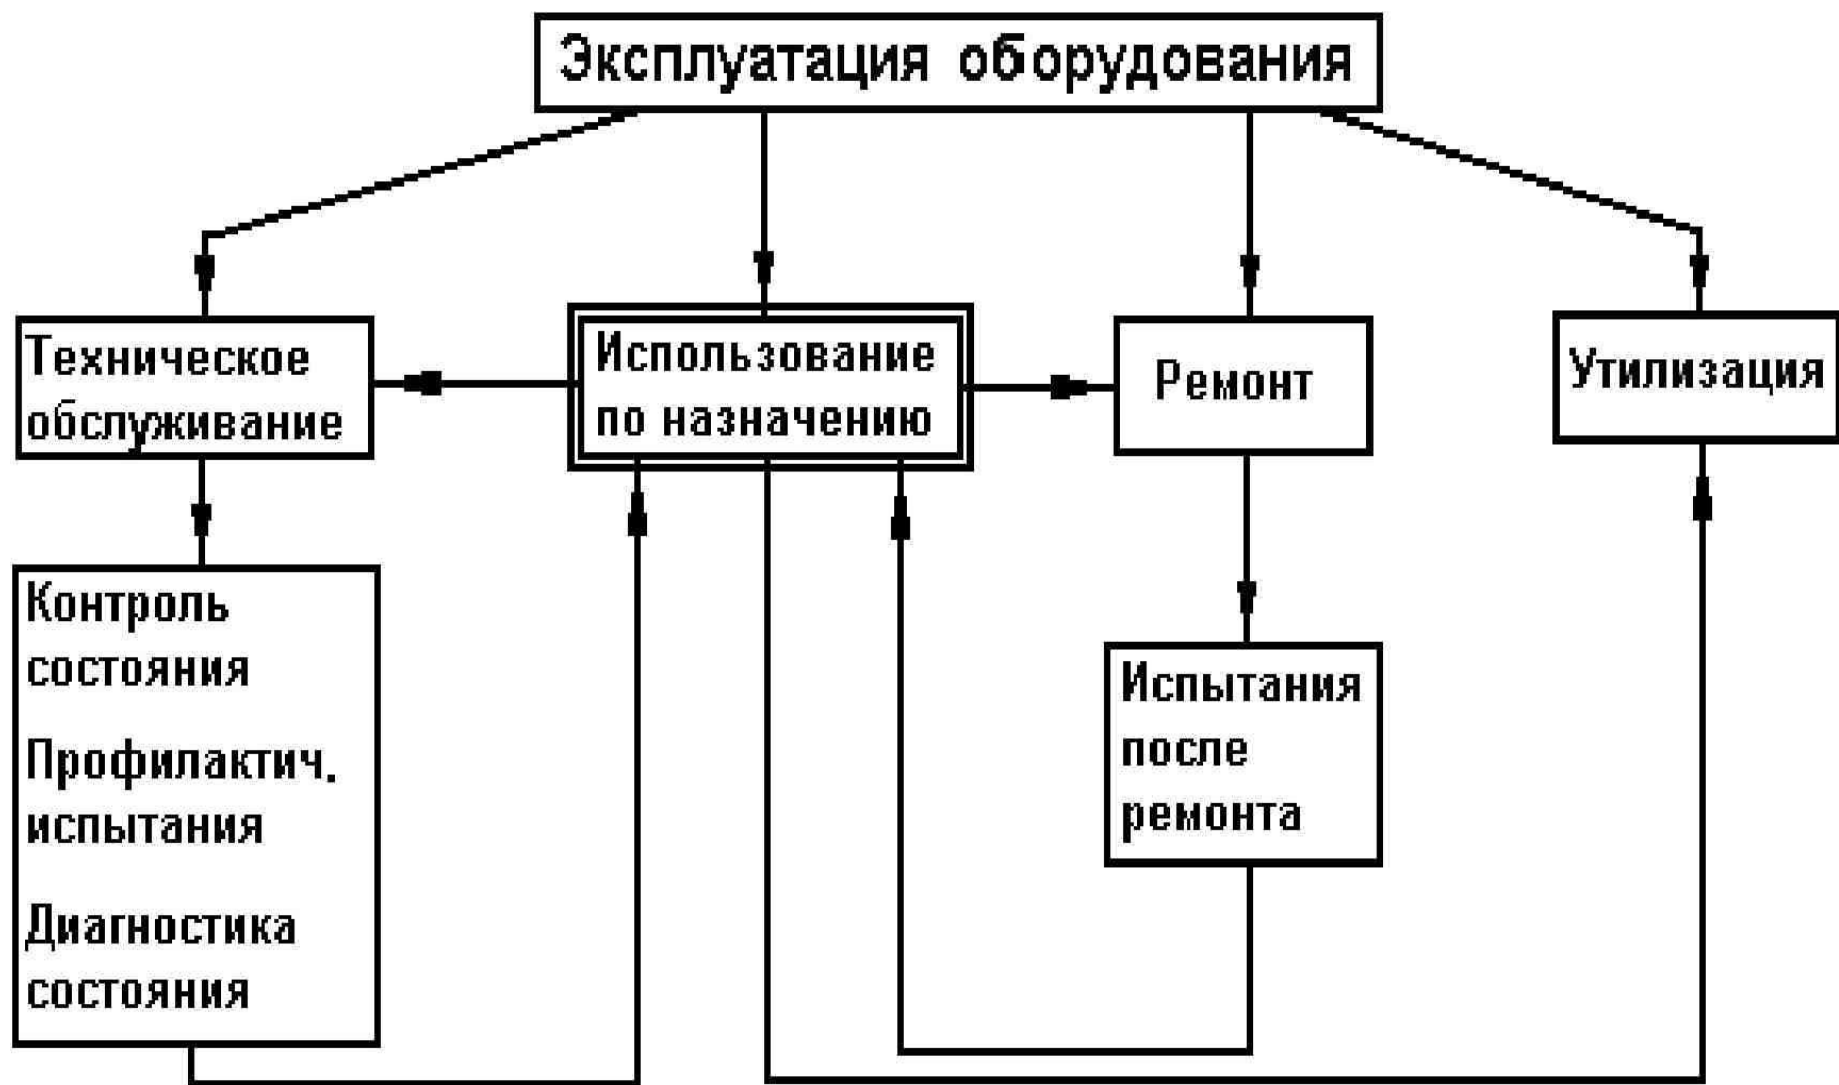 Эксплуатация оборудования
Техническое
обслуживание
Использование
по назначению
Ремонт
Утилизация
Контроль
состояния
Профилактич.
испытания
Диагностика
состояния
Испытания
после
ремонта